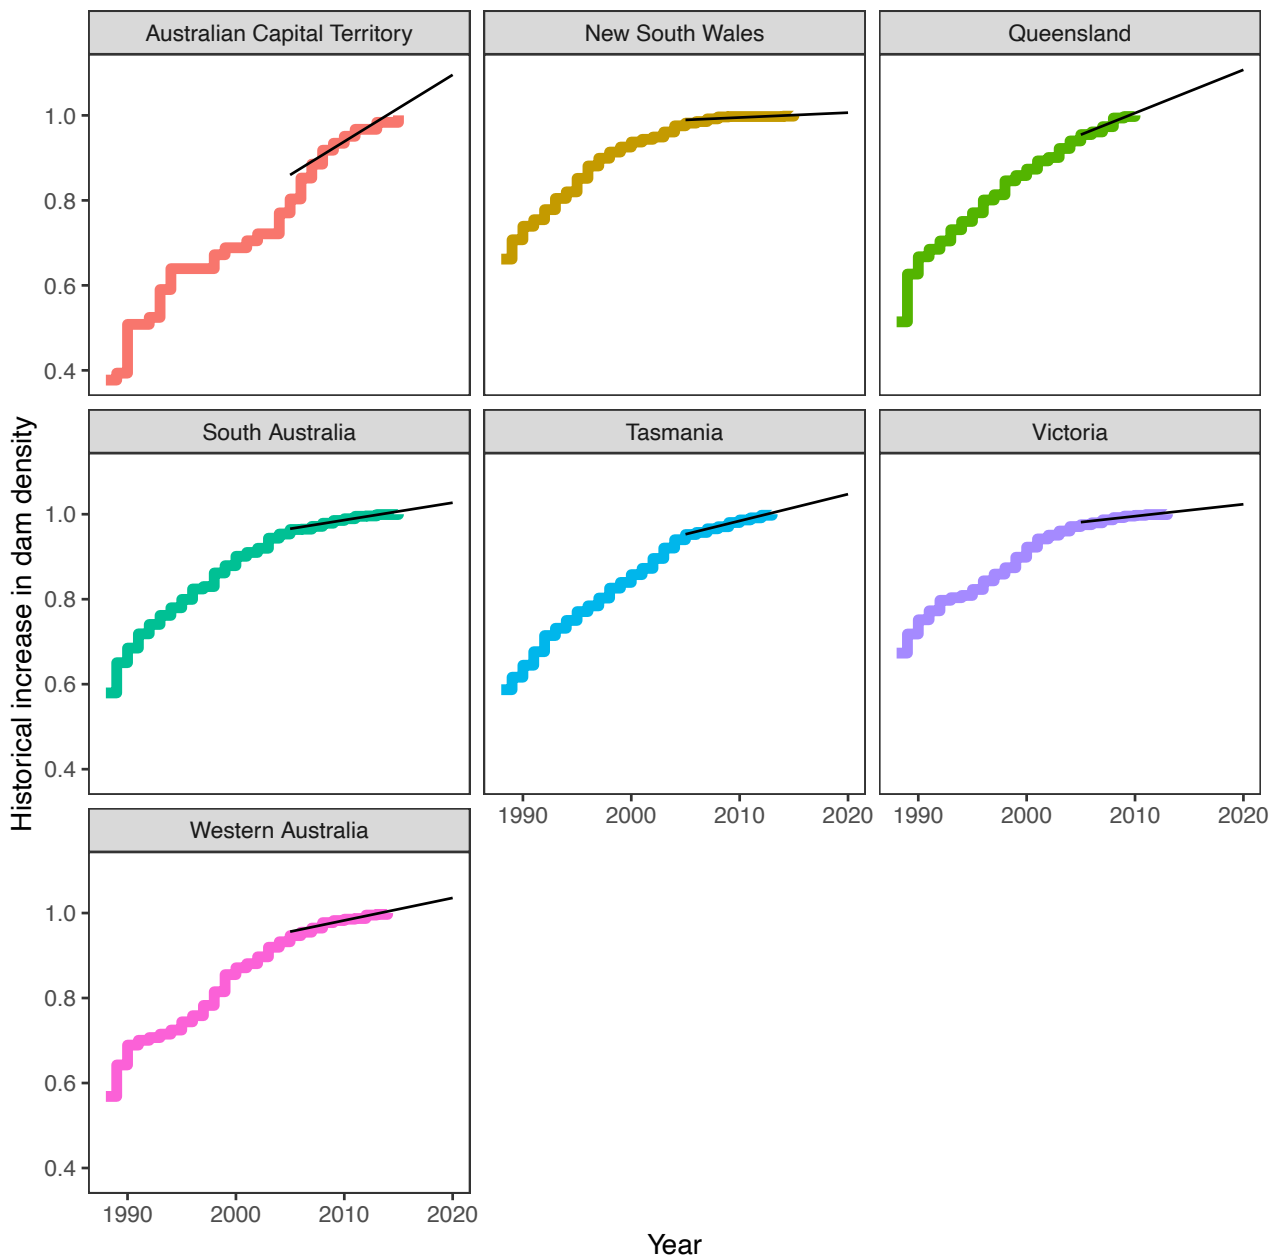 Australian Capital Territory
New South Wales
Queensland
1.0
0.8
0.6
0.4
South Australia
Tasmania
Victoria
1.0
0.8
0.6
0.4
1990 2000 2010 2020
1990 2000 2010 2020
Western Australia
1.0
0.8
0.6
0.4
1990 2000 2010 2020
Historical increase in dam density
Year